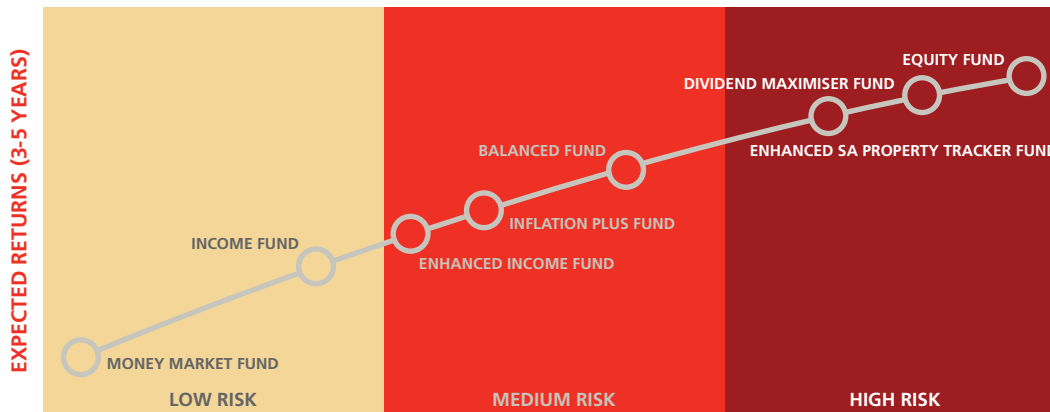 EXPECTED RETURNS (3-5 YEARS)
EQUITY FUND
DIVIDEND MAXIMISER FUND
BALANCED FUND
ENHANCED SA PROPERTY TRACKER FUND
INFLATION PLUS FUND
INCOME FUND
ENHANCED INCOME FUND
MONEY MARKET FUND
LOW RISK
MEDIUM RISK
HIGH RISK